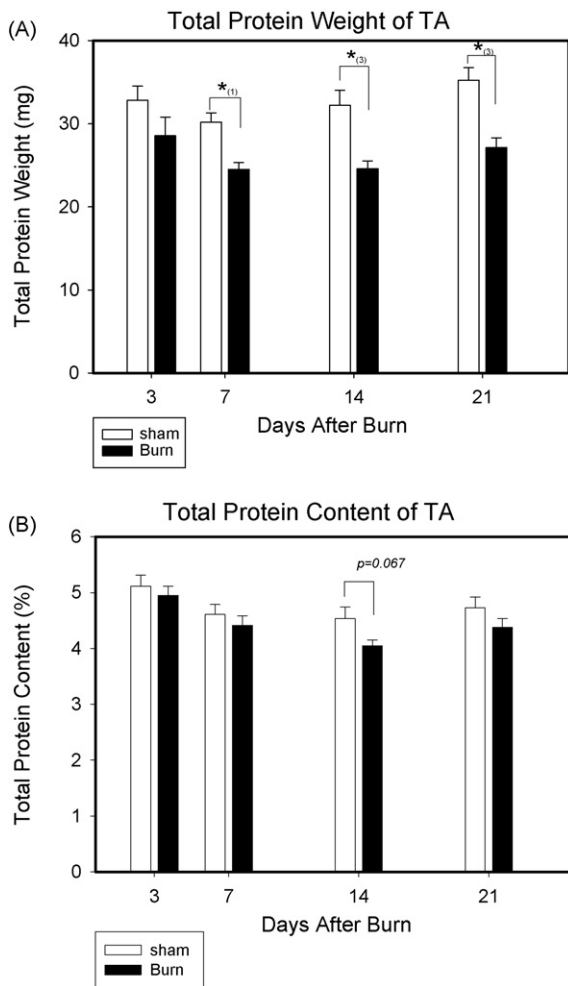 (A)
Total Protein Weight of TA
Total Protein Weight (mg)
40
30
20
10
0
*(1)
*(3)
*(3)
3 7 14 21
Days After Burn
sham
Burn
(B)
Total Protein Content of TA
Total Protein Content (%)
6
5
4
3
2
1
0
p=0.067
3 7 14 21
Days After Burn
sham
Burn